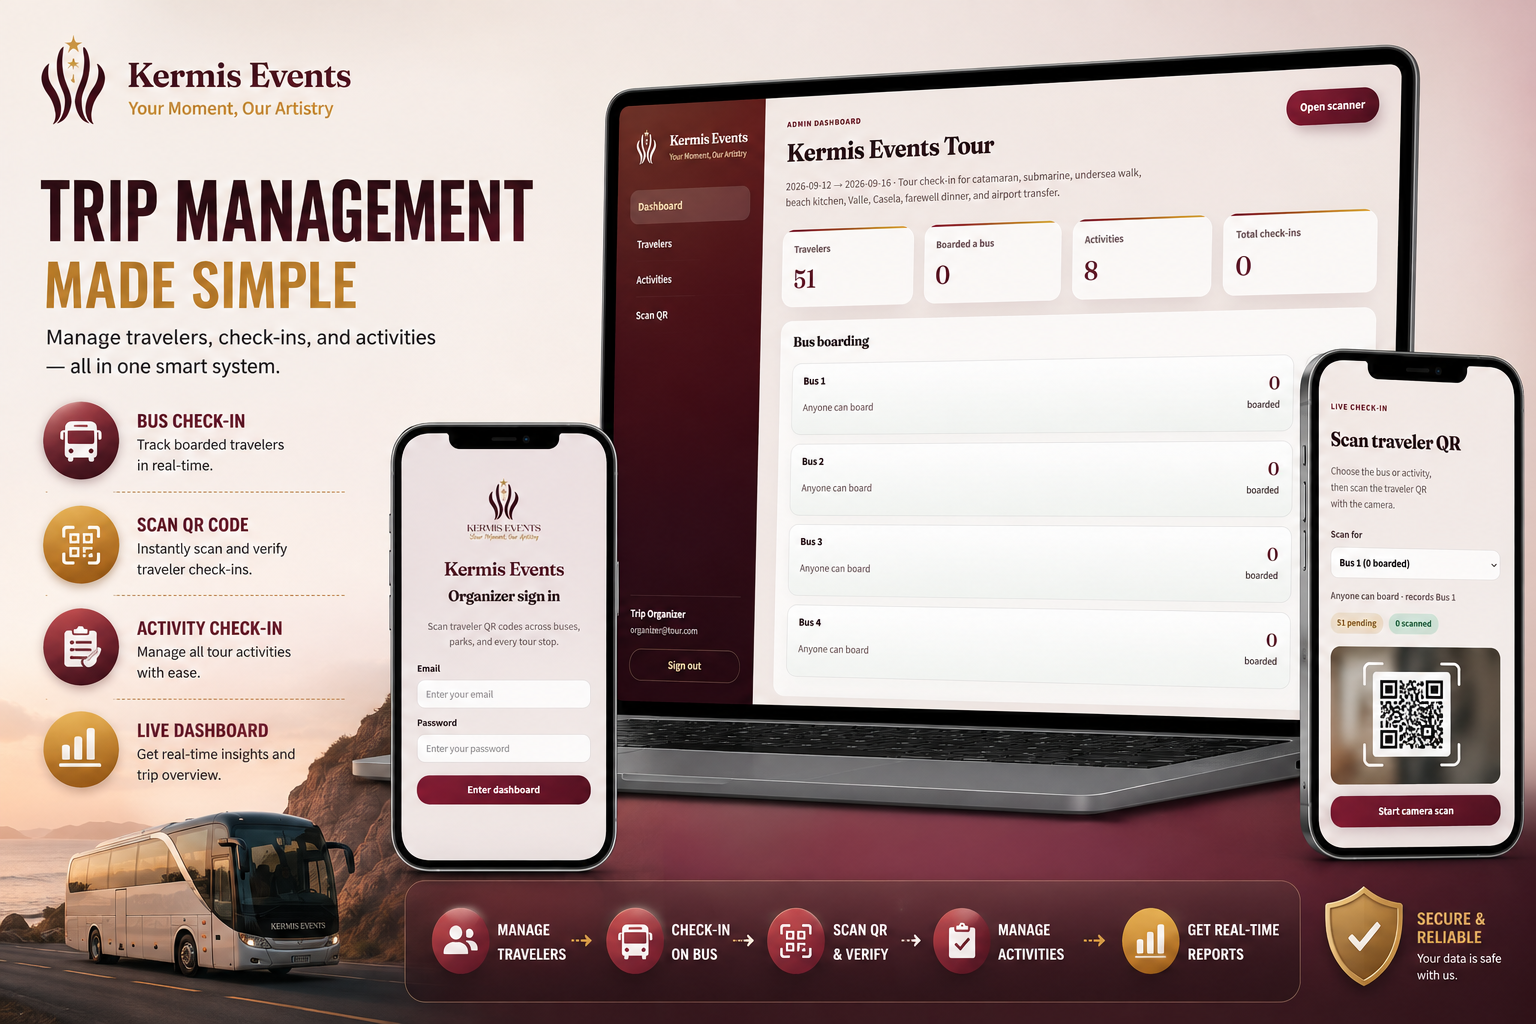 Kermis Events
Your Moment, Our Artistry
TRIP MANAGEMENT
MADE SIMPLE
Manage travelers, check-ins, and activities
— all in one smart system.
BUS CHECK-IN
Track boarded travelers
in real-time.
SCAN QR CODE
Instantly scan and verify
traveler check-ins.
ACTIVITY CHECK-IN
Manage all tour activities
with ease.
LIVE DASHBOARD
Get real-time insights and
trip overview.
KERMIS EVENTS
KERMIS EVENTS
Your Moment, Our Artistry
Kermis Events
Organizer sign in
Scan traveler QR codes across buses,
parks, and every tour stop.
Email
Enter your email
Password
Enter your password
Enter dashboard
Kermis Events
Your Moment, Our Artistry
Dashboard
Travelers
Activities
Scan QR
Trip Organizer
organizer@tour.com
Sign out
ADMIN DASHBOARD
Kermis Events Tour
2026-09-12 → 2026-09-16 · Tour check-in for catamaran, submarine, undersea walk,
beach kitchen, Valle, Casela, farewell dinner, and airport transfer.
Open scanner
Travelers
51
Boarded a bus
0
Activities
8
Total check-ins
0
Bus boarding
Bus 1
Anyone can board
0
boarded
Bus 2
Anyone can board
0
boarded
Bus 3
Anyone can board
0
boarded
Bus 4
Anyone can board
0
boarded
LIVE CHECK-IN
Scan traveler QR
Choose the bus or activity,
then scan the traveler QR
with the camera.
Scan for
Bus 1 (0 boarded)
Anyone can board · records Bus 1
51 pending
0 scanned
Start camera scan
MANAGE
TRAVELERS
CHECK-IN
ON BUS
SCAN QR
& VERIFY
MANAGE
ACTIVITIES
GET REAL-TIME
REPORTS
SECURE &
RELIABLE
Your data is safe
with us.